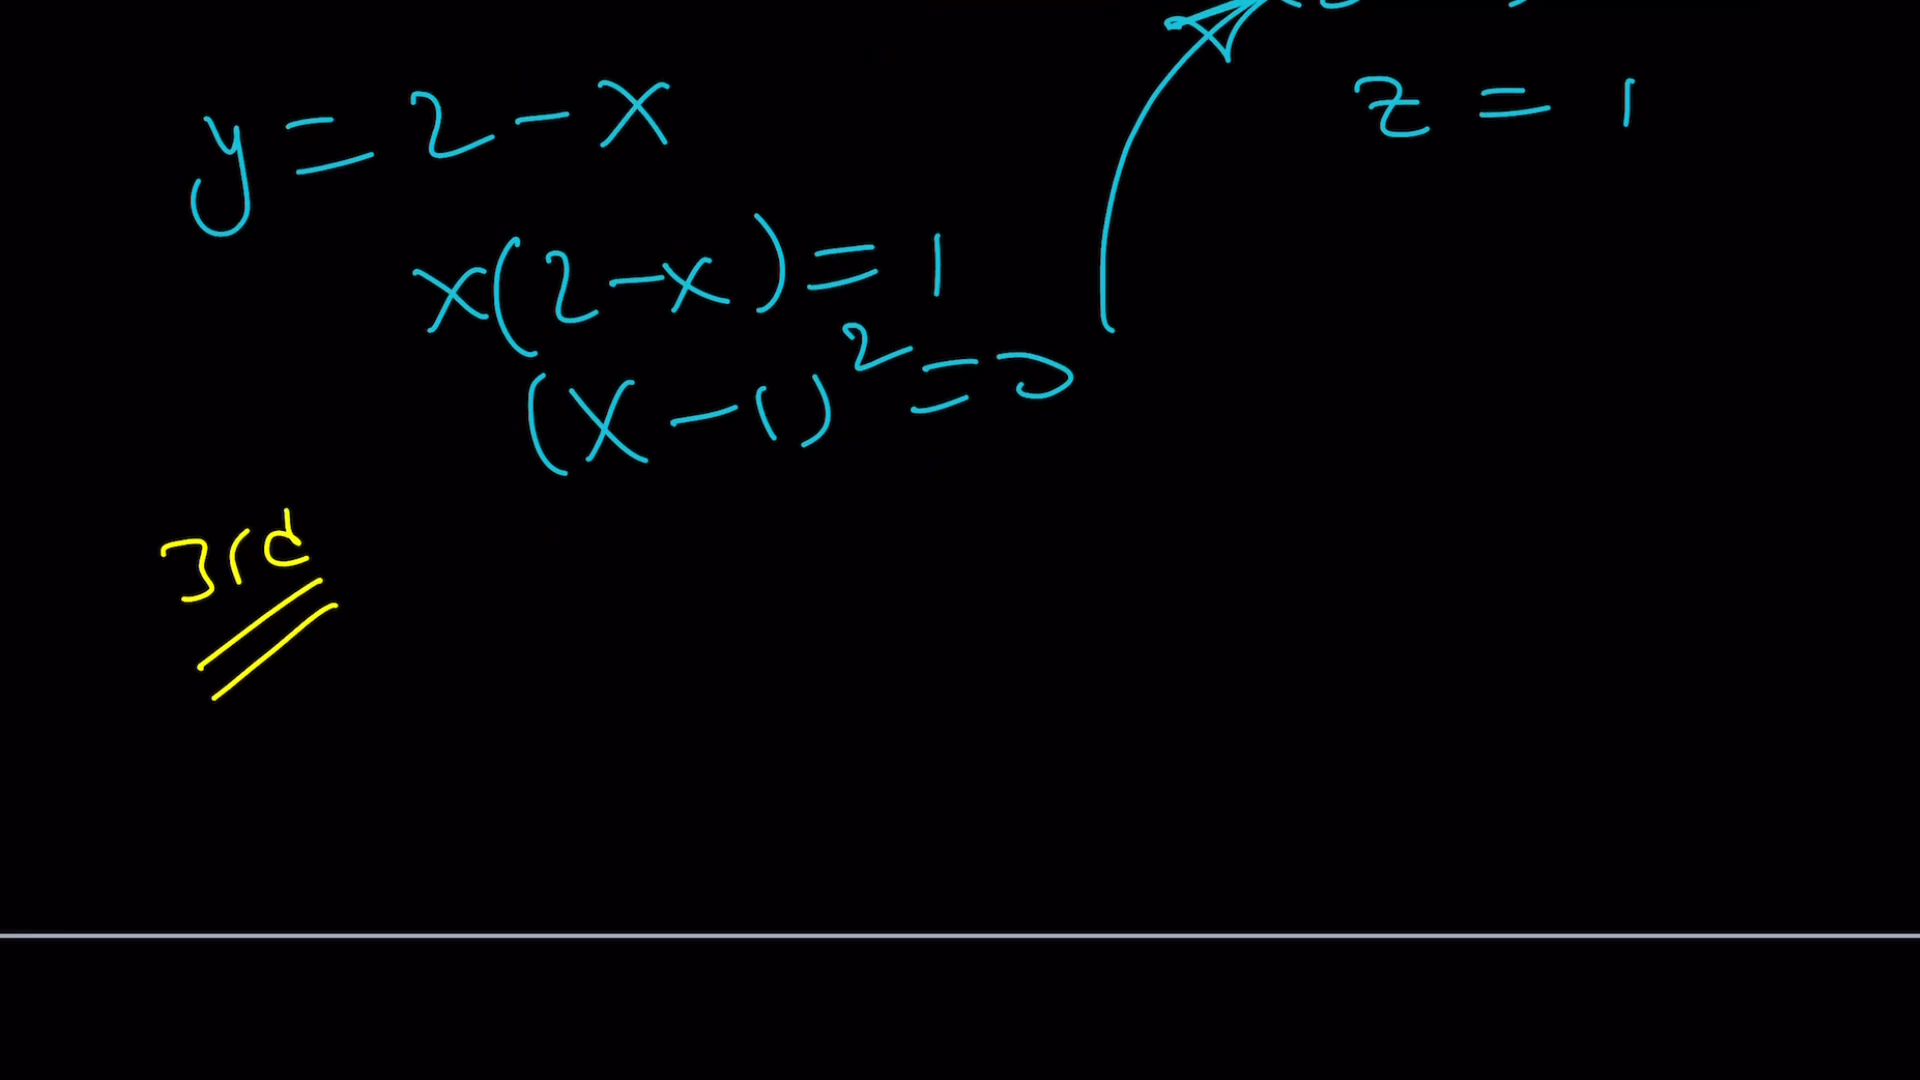 y = 2 - x
z = 1
x(2-x) = 1
(x-1)² = 0
3rd